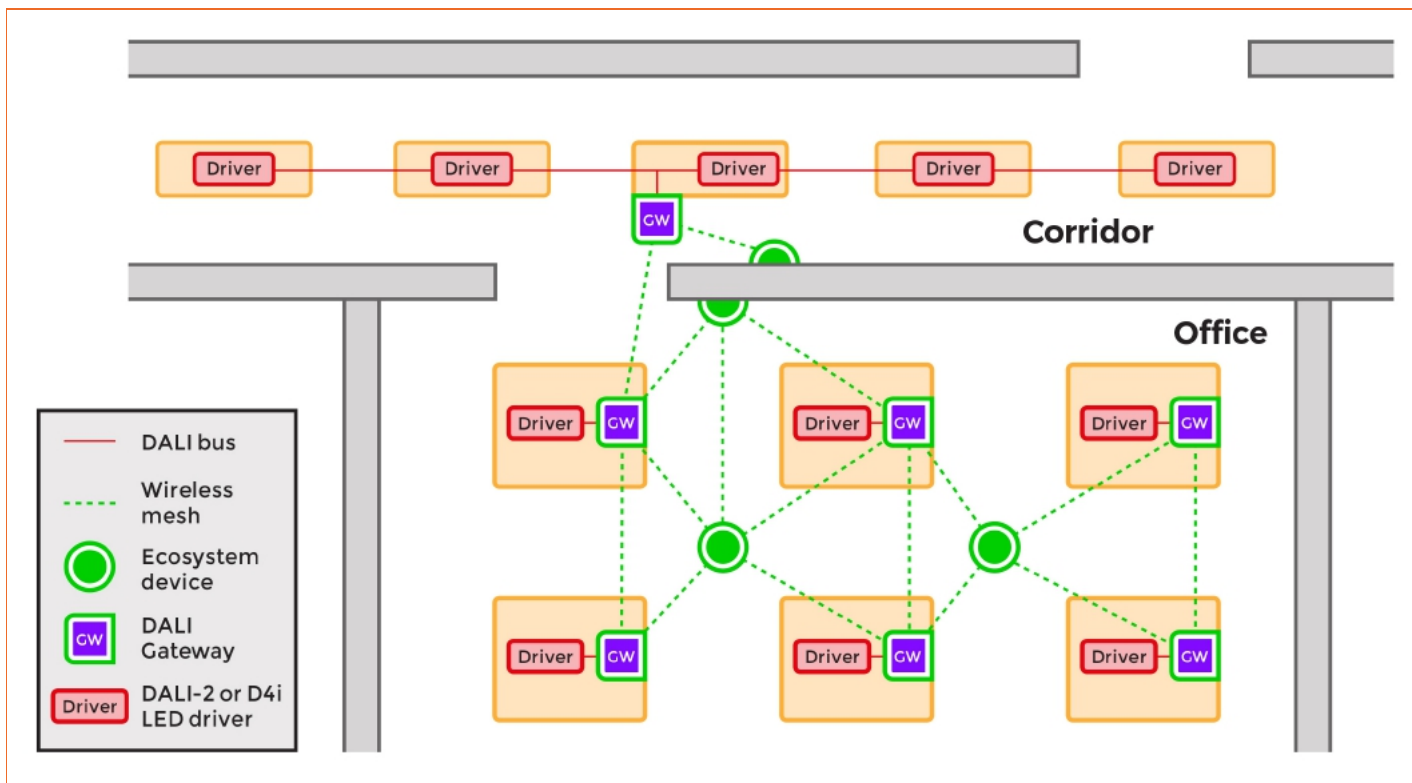 Driver
Driver
Driver
Driver
Driver
GW
Corridor
Office
Driver
GW
Driver
GW
Driver
GW
DALI bus
Wireless
mesh
Ecosystem
device
GW
DALI
Gateway
Driver
DALI-2 or D4i
LED driver
Driver
GW
Driver
GW
Driver
GW